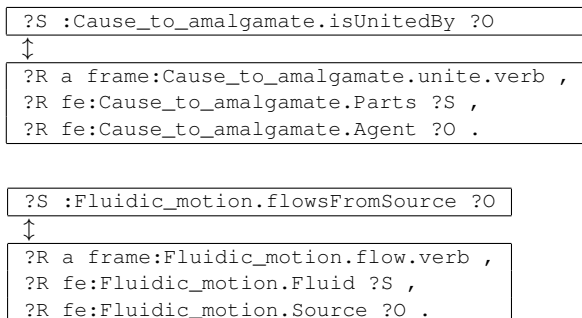 ?S :Cause_to_amalgamate.isUnitedBy ?O
↕
?R a frame:Cause_to_amalgamate.unite.verb ,
?R fe:Cause_to_amalgamate.Parts ?S ,
?R fe:Cause_to_amalgamate.Agent ?O .
?S :Fluidic_motion.flowsFromSource ?O
↕
?R a frame:Fluidic_motion.flow.verb ,
?R fe:Fluidic_motion.Fluid ?S ,
?R fe:Fluidic_motion.Source ?O .